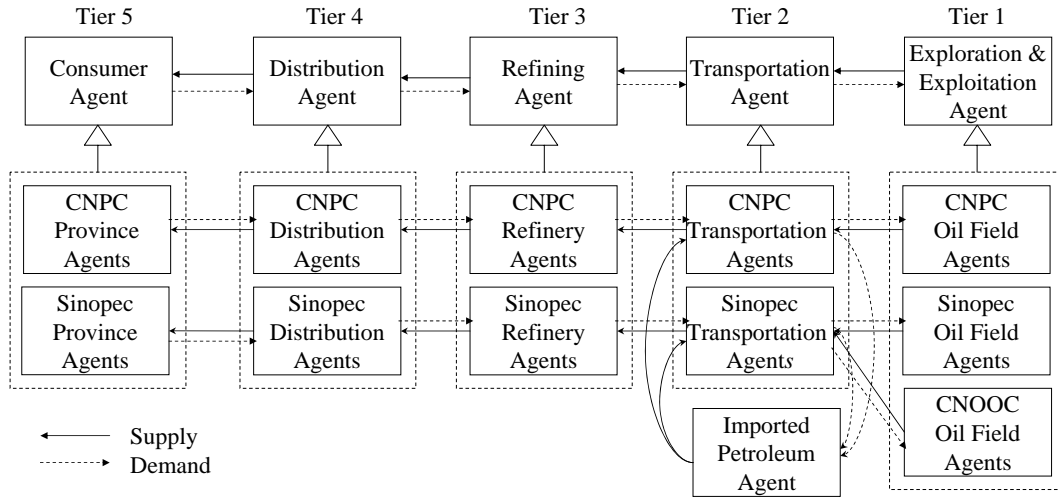 Tier 5
Tier 4
Tier 3
Tier 2
Tier 1
Consumer
Agent
Distribution
Agent
Refining
Agent
Transportation
Agent
Exploration &
Exploitation
Agent
CNPC
Province
Agents
CNPC
Distribution
Agents
CNPC
Refinery
Agents
CNPC
Transportation
Agents
CNPC
Oil Field
Agents
Sinopec
Province
Agents
Sinopec
Distribution
Agents
Sinopec
Refinery
Agents
Sinopec
Transportation
Agents
Sinopec
Oil Field
Agents
Imported
Petroleum
Agent
CNOOC
Oil Field
Agents
Supply
Demand